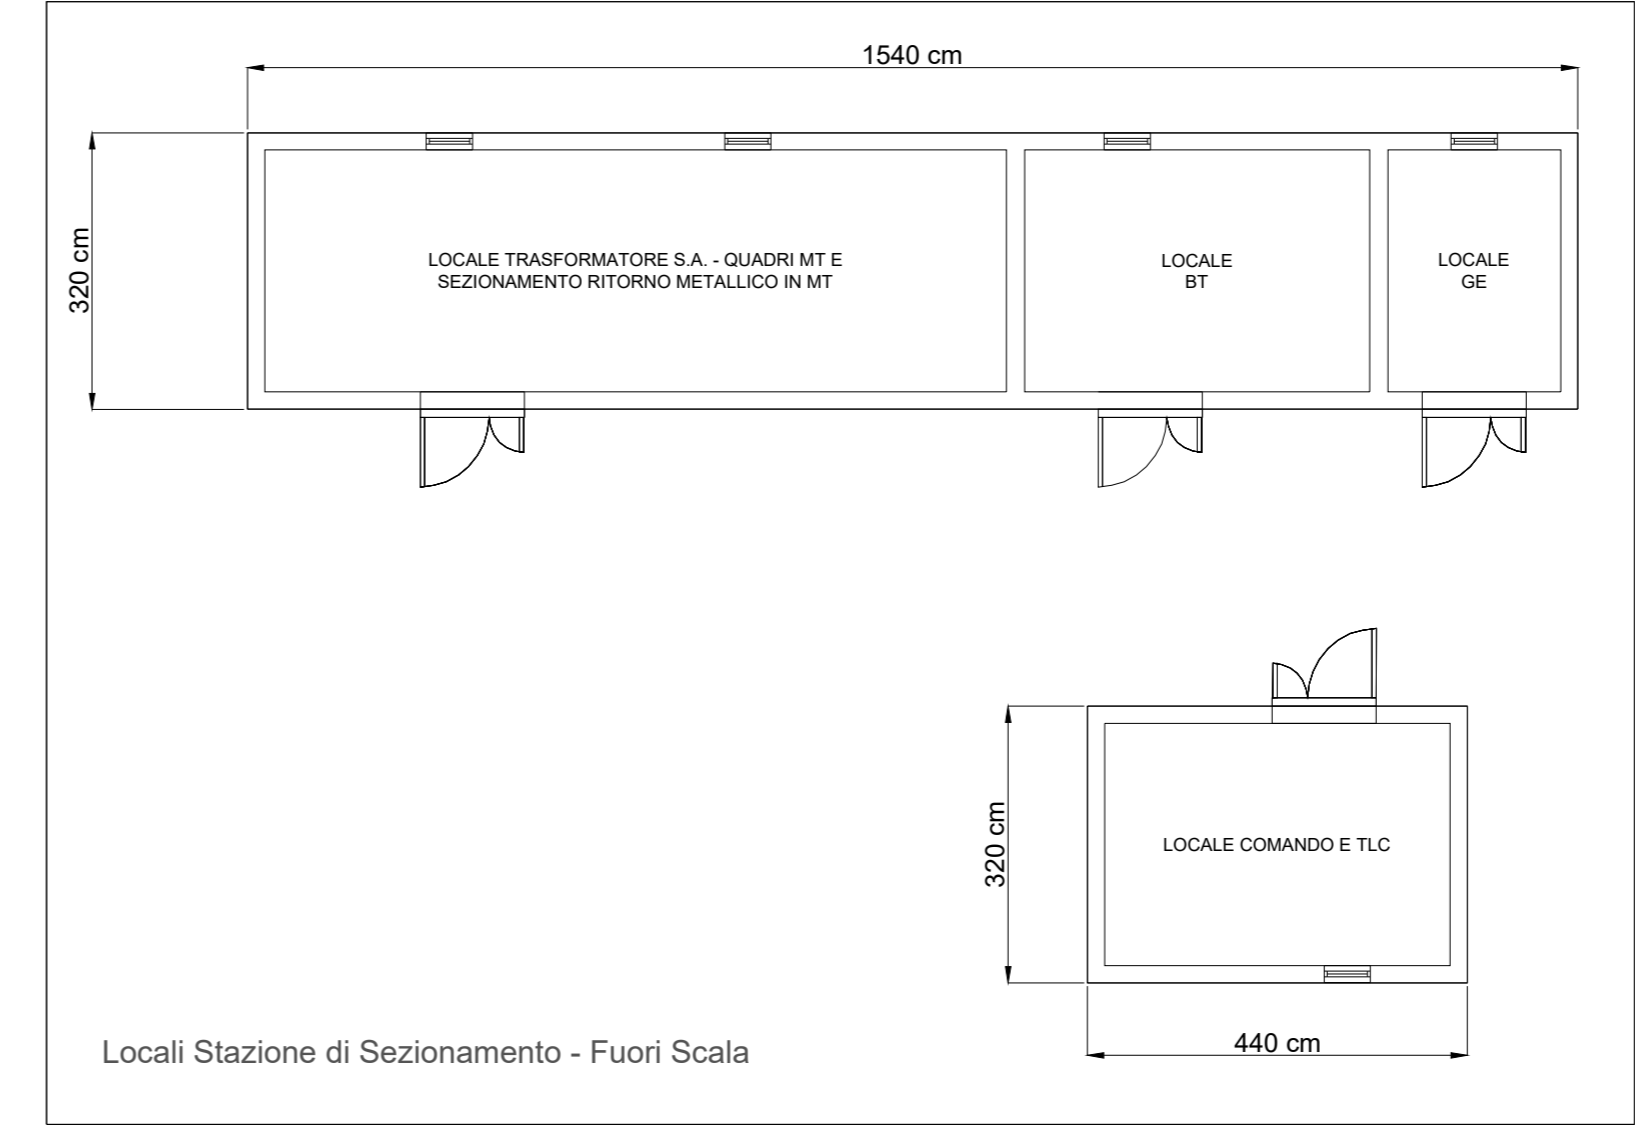 1540 cm
320 cm
LOCALE TRASFORMATORE S.A. - QUADRI MT E
SEZIONAMENTO RITORNO METALLICO IN MT
LOCALE
BT
LOCALE
GE
320 cm
LOCALE COMANDO E TLC
440 cm
Locali Stazione di Sezionamento - Fuori Scala